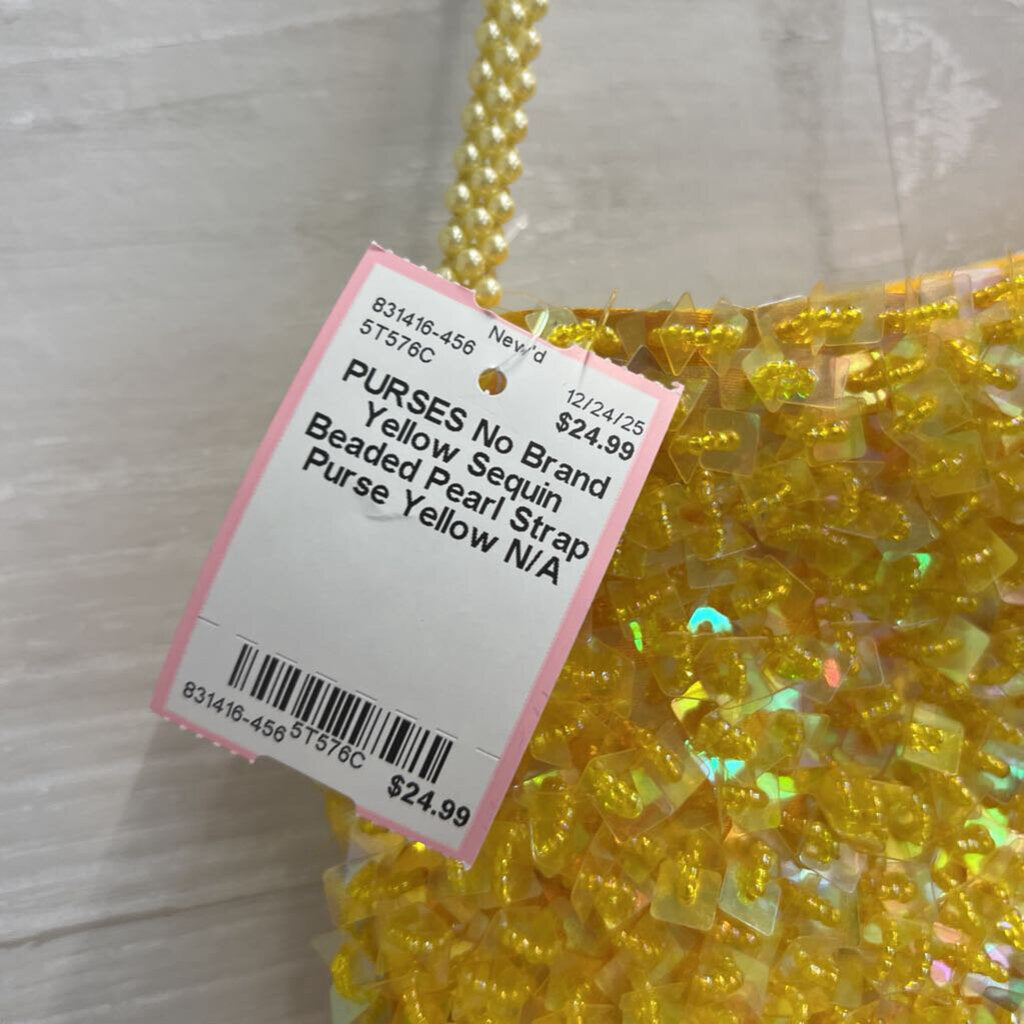 831416-456
5T576C
New'd
12/24/25
$24.99
PURSES No Brand
Yellow Sequin
Beaded Pearl Strap
Purse Yellow N/A
831416-456 5T576C
$24.99